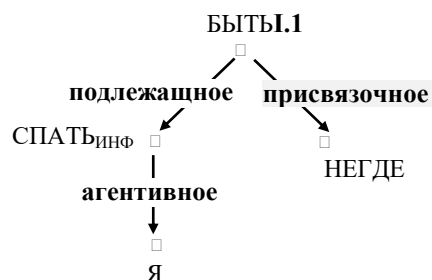 БЫТЬI.1
подлежащное присвязочное
СПАТЬИНФ
НЕГДЕ
агентивное
Я